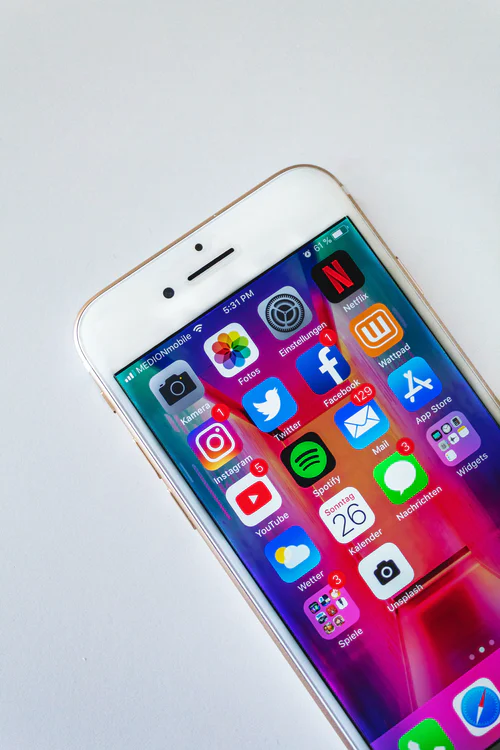 MEDIONmobile 5:31 PM 61 %
Kamera Fotos Einstellungen Netflix
1 1
Instagram Twitter Facebook Wattpad
5 129
YouTube Spotify Mail App Store
Sonntag 3
26
Wetter Kalender Nachrichten Widgets
3
Spiele Unsplash